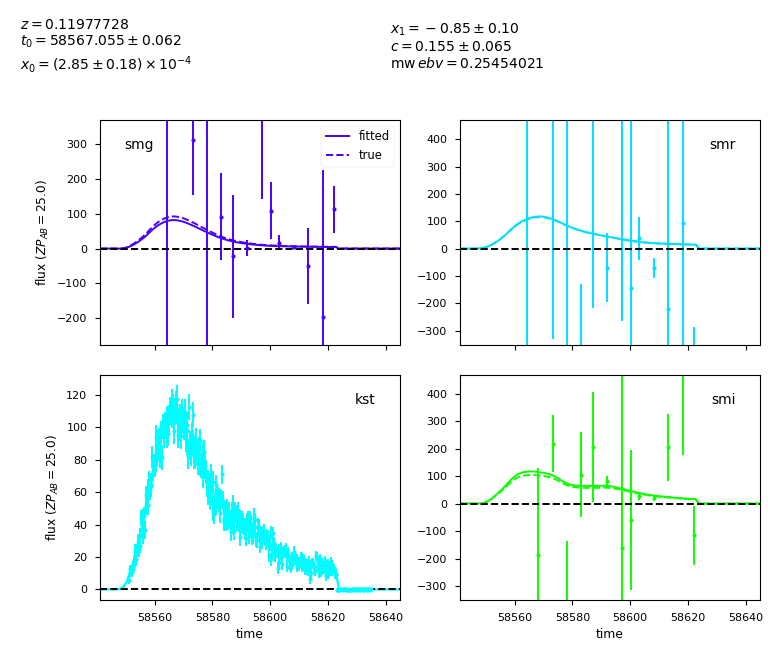 z = 0.11977728
t₀ = 58567.055 ± 0.062
x₀ = (2.85 ± 0.18) × 10⁻⁴
x₁ = −0.85 ± 0.10
c = 0.155 ± 0.065
mw ebv = 0.25454021
smg
fitted
true
300
200
100
0
−100
−200
flux (ZP_AB = 25.0)
smr
400
300
200
100
0
−100
−200
−300
kst
120
100
80
60
40
20
0
flux (ZP_AB = 25.0)
58560
58580
58600
58620
58640
time
smi
400
300
200
100
0
−100
−200
−300
58560
58580
58600
58620
58640
time